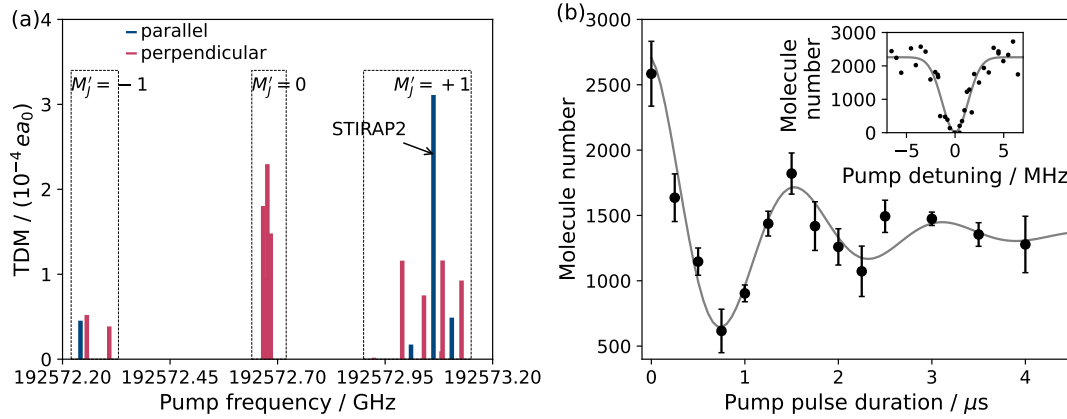 (a)
4
3
2
1
0
TDM / (10⁻⁴ ea₀)
parallel
perpendicular
M′_J = −1
M′_J = 0
M′_J = +1
STIRAP2
192572.20 192572.45 192572.70 192572.95 192573.20
Pump frequency / GHz
(b)
3000
2500
2000
1500
1000
500
Molecule number
0 1 2 3 4
Pump pulse duration / μs
3000
2000
1000
0
Molecule
number
−5 0 5
Pump detuning / MHz